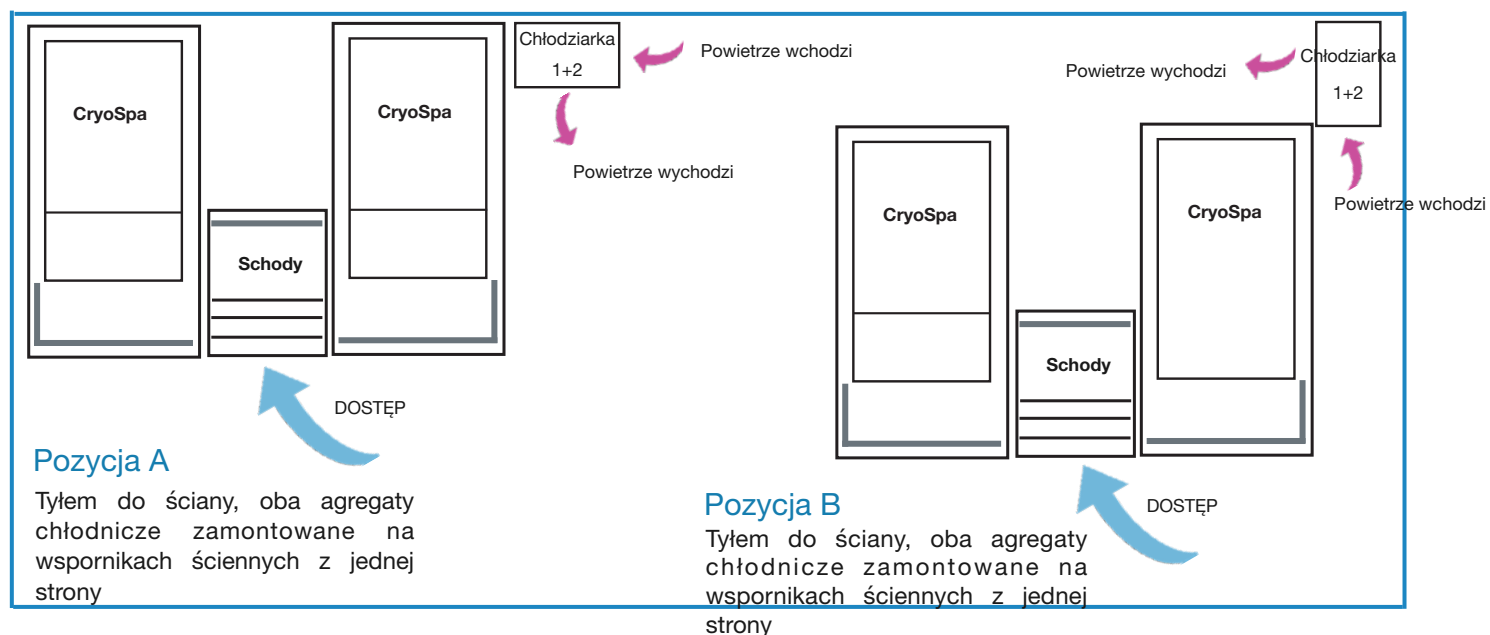 Chłodziarka
1+2
Powietrze wchodzi
CryoSpa
CryoSpa
Powietrze wychodzi
Schody
DOSTĘP
Pozycja A
Tyłem do ściany, oba agregaty
chłodnicze zamontowane na
wspornikach ściennych z jednej
strony
Chłodziarka
Powietrze wychodzi
1+2
Powietrze wchodzi
CryoSpa
CryoSpa
Schody
DOSTĘP
Pozycja B
Tyłem do ściany, oba agregaty
chłodnicze zamontowane na
wspornikach ściennych z jednej
strony